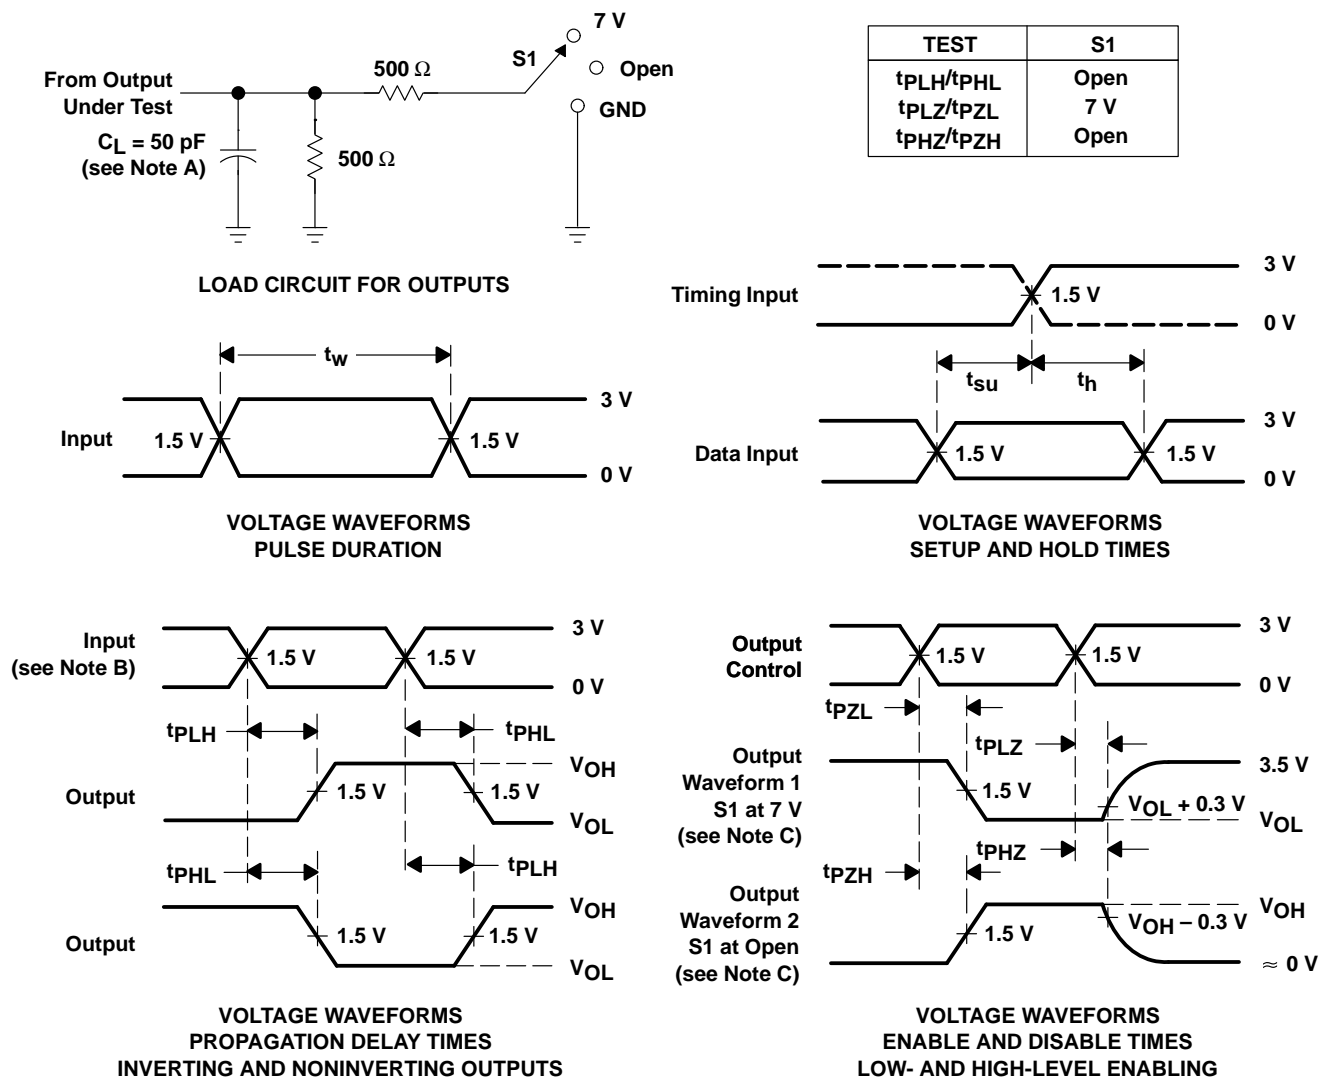 7 V
S1
Open
GND
500 Ω
From Output
Under Test
CL = 50 pF
(see Note A)
500 Ω
LOAD CIRCUIT FOR OUTPUTS
TEST S1
tPLH/tPHL Open
tPLZ/tPZL 7 V
tPHZ/tPZH Open
Timing Input
1.5 V
3 V
0 V
tsu
th
Data Input
1.5 V
1.5 V
3 V
0 V
VOLTAGE WAVEFORMS
SETUP AND HOLD TIMES
tw
Input
1.5 V
1.5 V
3 V
0 V
VOLTAGE WAVEFORMS
PULSE DURATION
Input
(see Note B)
1.5 V
1.5 V
3 V
0 V
tPLH
tPHL
Output
1.5 V
1.5 V
VOH
VOL
tPHL
tPLH
Output
1.5 V
1.5 V
VOH
VOL
VOLTAGE WAVEFORMS
PROPAGATION DELAY TIMES
INVERTING AND NONINVERTING OUTPUTS
Output
Control
1.5 V
1.5 V
3 V
0 V
tPZL
tPLZ
Output
Waveform 1
S1 at 7 V
(see Note C)
1.5 V
3.5 V
VOL + 0.3 V
VOL
tPZH
tPHZ
Output
Waveform 2
S1 at Open
(see Note C)
1.5 V
VOH
VOH − 0.3 V
≈ 0 V
VOLTAGE WAVEFORMS
ENABLE AND DISABLE TIMES
LOW- AND HIGH-LEVEL ENABLING